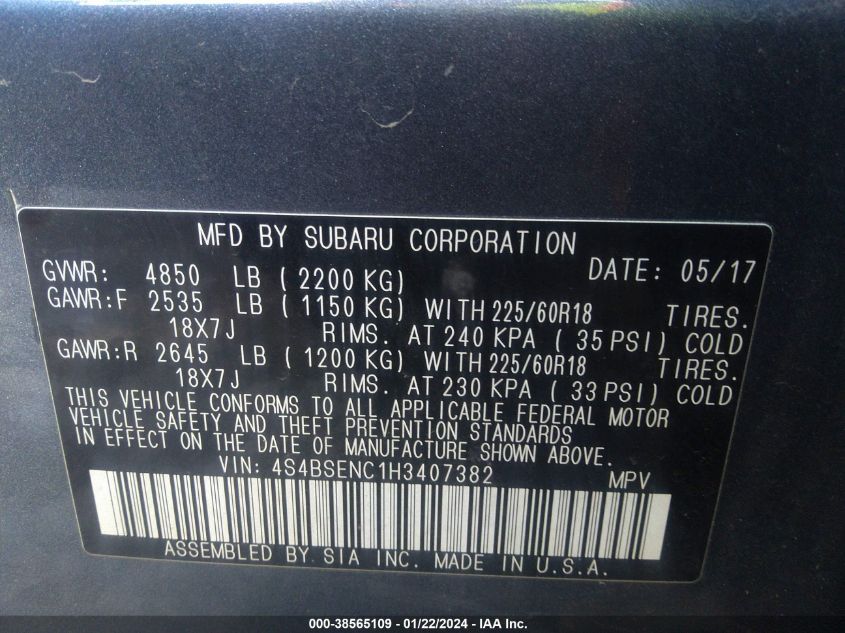 MFD BY SUBARU CORPORATION
GVWR: 4850 LB ( 2200 KG) DATE: 05/17
GAWR:F 2535 LB ( 1150 KG) WITH 225/60R18 TIRES.
18X7J RIMS. AT 240 KPA ( 35 PSI) COLD
GAWR:R 2645 LB ( 1200 KG) WITH 225/60R18 TIRES.
18X7J RIMS. AT 230 KPA ( 33 PSI) COLD
THIS VEHICLE CONFORMS TO ALL APPLICABLE FEDERAL MOTOR
VEHICLE SAFETY AND THEFT PREVENTION STANDARDS
IN EFFECT ON THE DATE OF MANUFACTURE SHOWN ABOVE.
VIN: 4S4BSENC1H3407382 MPV
ASSEMBLED BY SIA INC. MADE IN U.S.A.
000-38565109 - 01/22/2024 - IAA Inc.